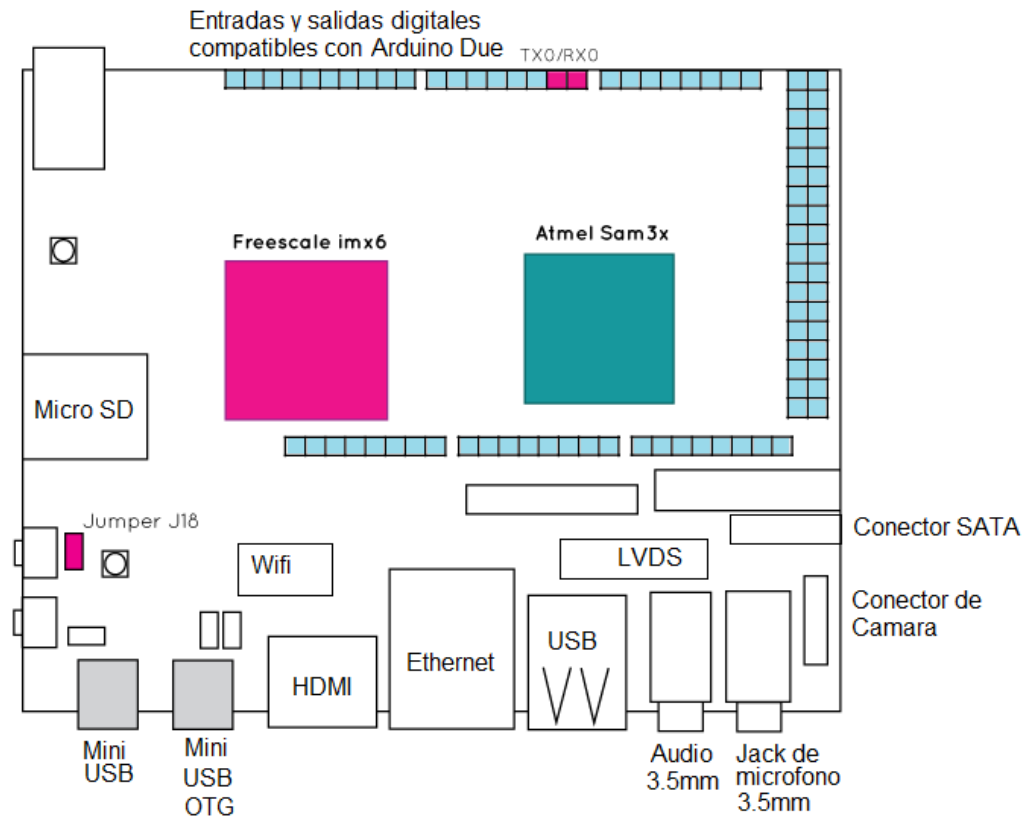 Entradas y salidas digitales
compatibles con Arduino Due
TX0/RX0
Freescale imx6
Atmel Sam3x
Micro SD
Jumper J18
Conector SATA
Wifi
LVDS
Conector de
Camara
Ethernet
USB
HDMI
Mini
USB
Mini
USB
OTG
Audio
3.5mm
Jack de
microfono
3.5mm